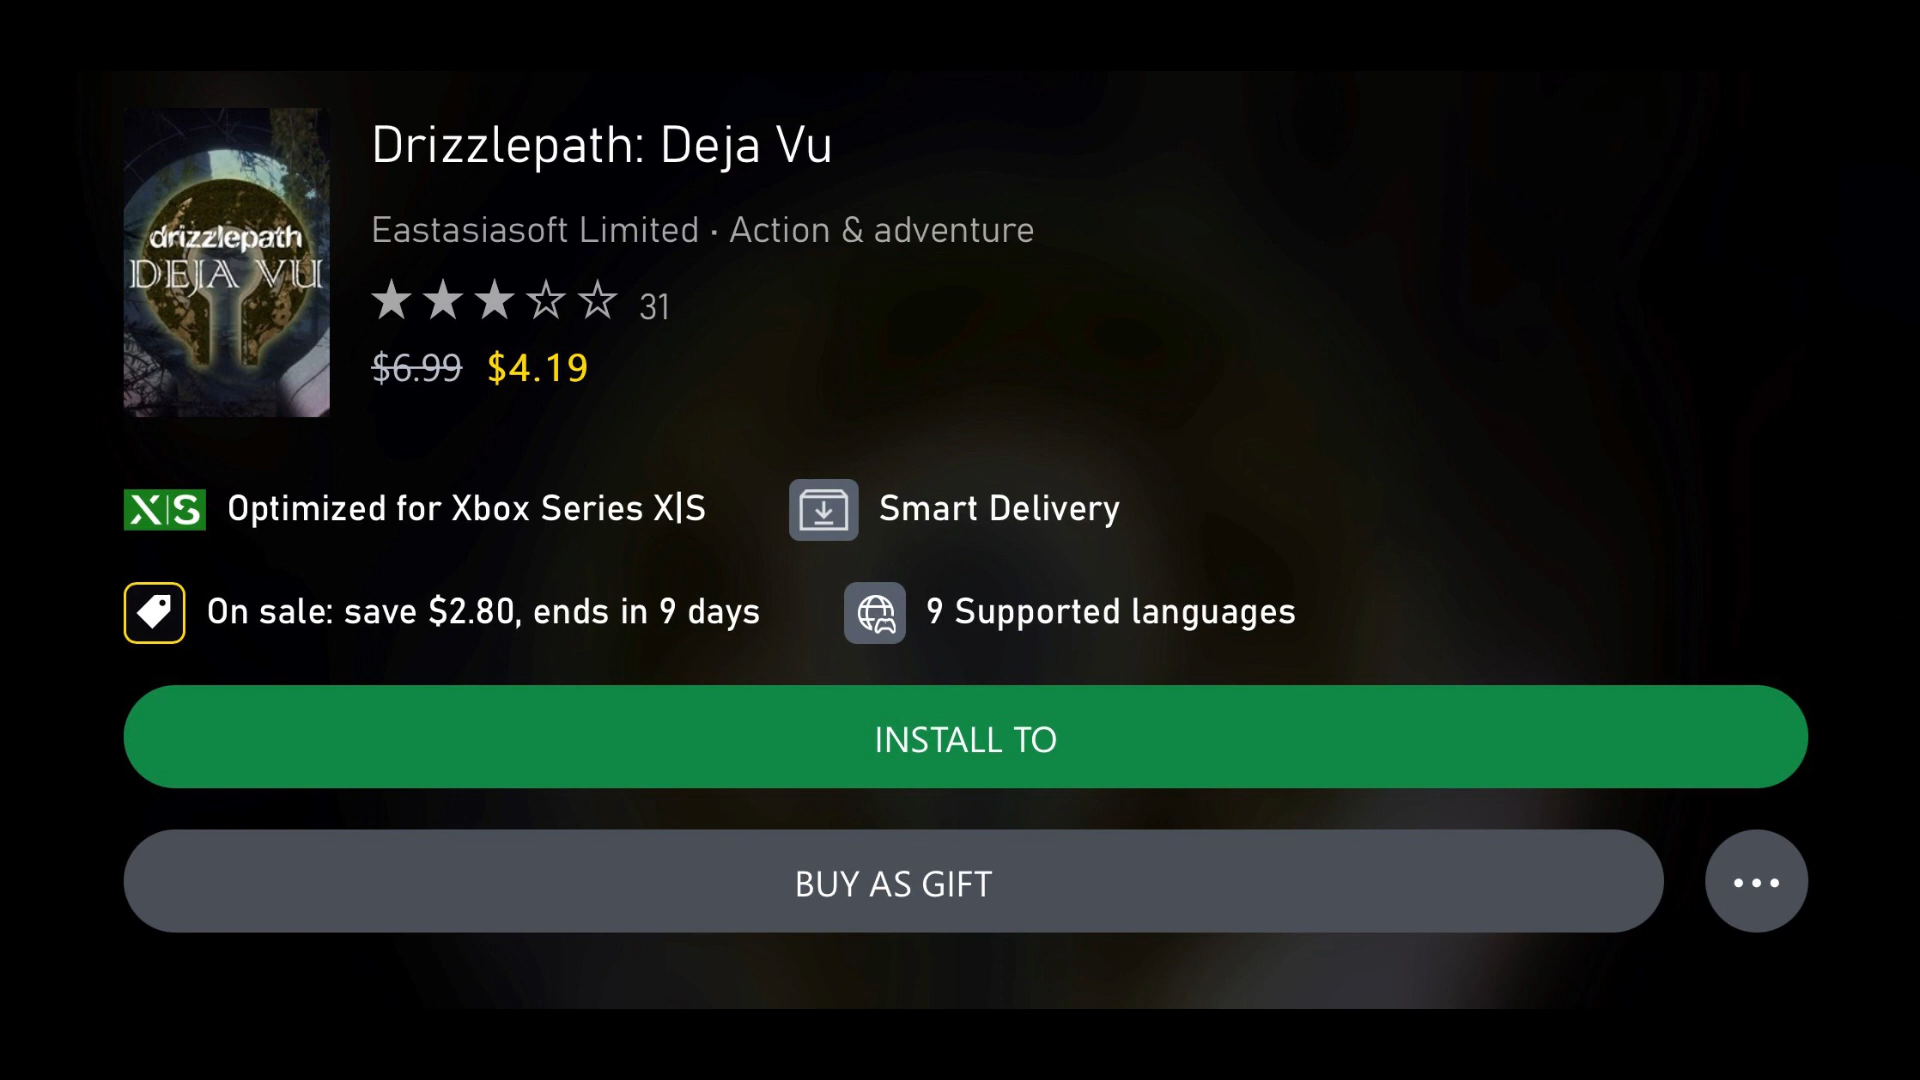 drizzlepath
DEJA VU
Drizzlepath: Deja Vu
Eastasiasoft Limited · Action & adventure
31
$6.99 $4.19
X|S Optimized for Xbox Series X|S
Smart Delivery
On sale: save $2.80, ends in 9 days
9 Supported languages
INSTALL TO
BUY AS GIFT